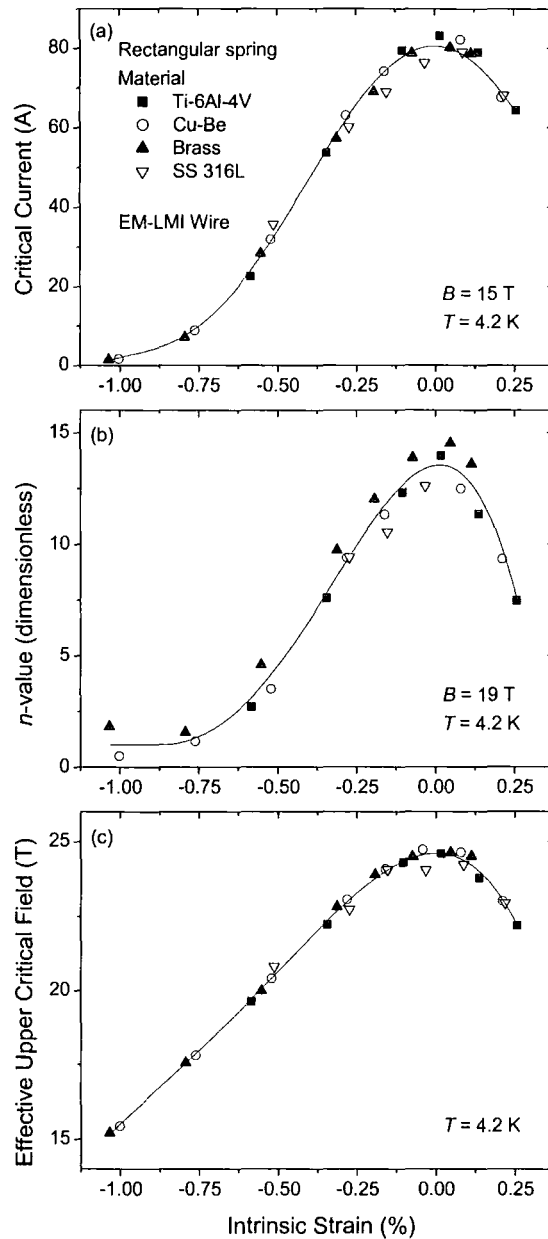 (a)
Rectangular spring
Material
Ti-6Al-4V
Cu-Be
Brass
SS 316L
EM-LMI Wire
B = 15 T
T = 4.2 K
Critical Current (A)
80
60
40
20
0
-1.00 -0.75 -0.50 -0.25 0.00 0.25
(b)
n-value (dimensionless)
15
10
5
0
B = 19 T
T = 4.2 K
-1.00 -0.75 -0.50 -0.25 0.00 0.25
(c)
Effective Upper Critical Field (T)
25
20
15
T = 4.2 K
-1.00 -0.75 -0.50 -0.25 0.00 0.25
Intrinsic Strain (%)